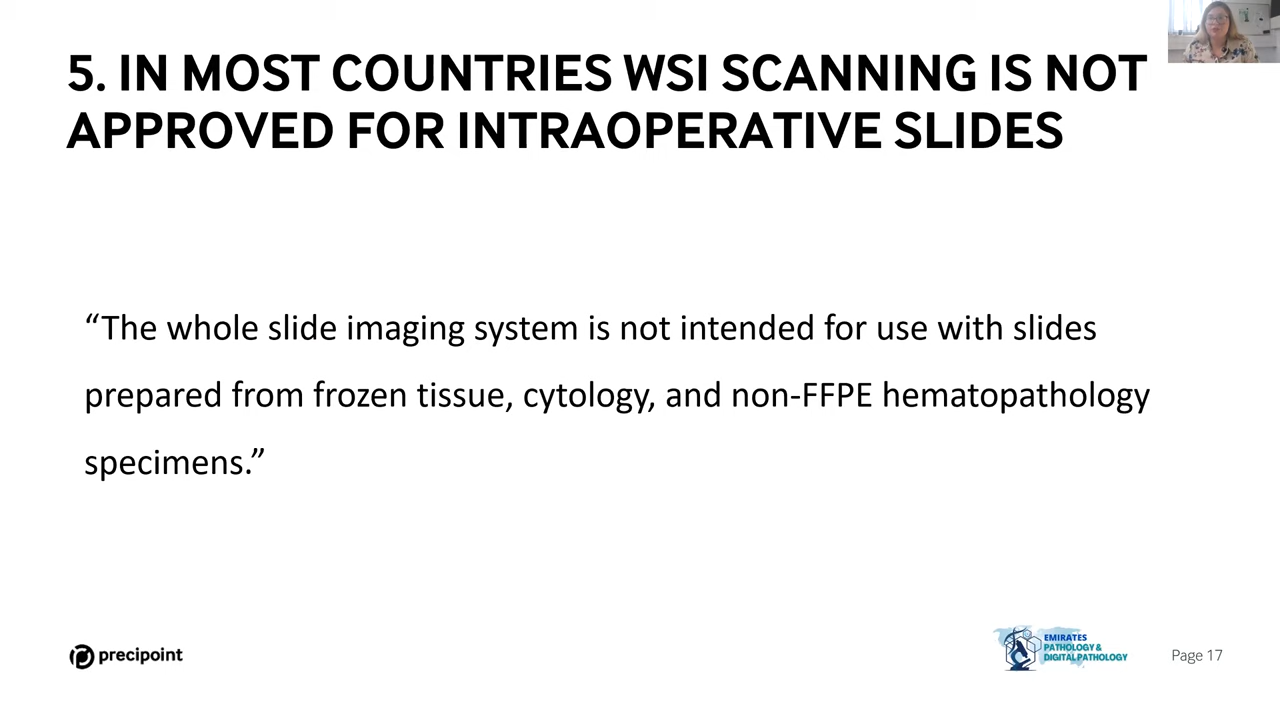 5. IN MOST COUNTRIES WSI SCANNING IS NOT
APPROVED FOR INTRAOPERATIVE SLIDES
“The whole slide imaging system is not intended for use with slides
prepared from frozen tissue, cytology, and non-FFPE hematopathology
specimens.”
precipoint
EMIRATES
PATHOLOGY &
DIGITAL PATHOLOGY
Page 17